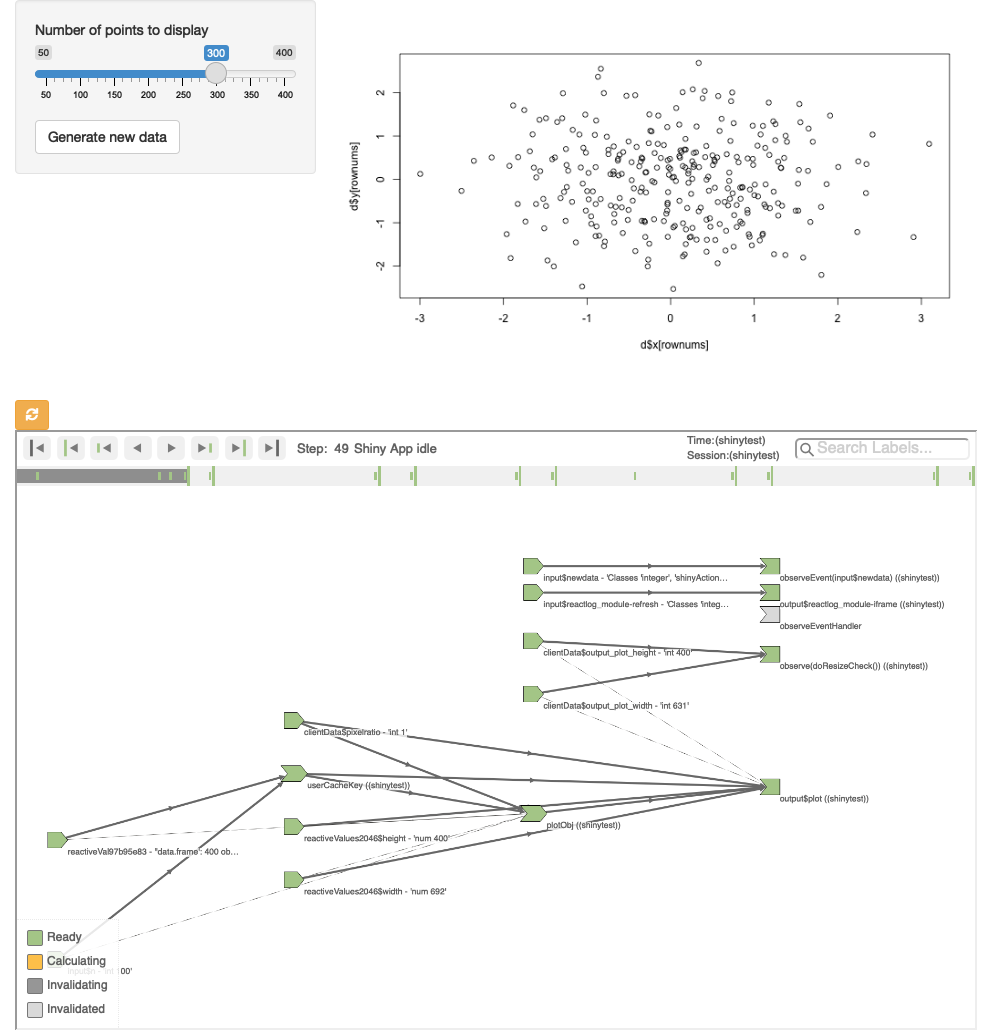 Number of points to display
50 300 400
50 100 150 200 250 300 350 400
Generate new data
2
1
0
-1
-2
d$y[rownums]
-3 -2 -1 0 1 2 3
d$x[rownums]
Step: 49 Shiny App idle
Time:(shinytest)
Session:(shinytest)
Search Labels...
input$newdata - 'Classes 'integer', 'shinyAction...
observeEvent(input$newdata) ((shinytest))
input$reactlog_module-refresh - 'Classes 'integ...
output$reactlog_module-iframe ((shinytest))
observeEventHandler
clientData$output_plot_height - 'int 400'
observe(doResizeCheck()) ((shinytest))
clientData$output_plot_width - 'int 631'
clientData$pixelratio - 'int 1'
userCacheKey ((shinytest))
output$plot ((shinytest))
plotObj ((shinytest))
reactiveValues2046$height - 'num 400'
reactiveVal97b95e83 - "data.frame': 400 ob...
reactiveValues2046$width - 'num 692'
Ready
Calculating
input$n - 'int 100'
Invalidating
Invalidated